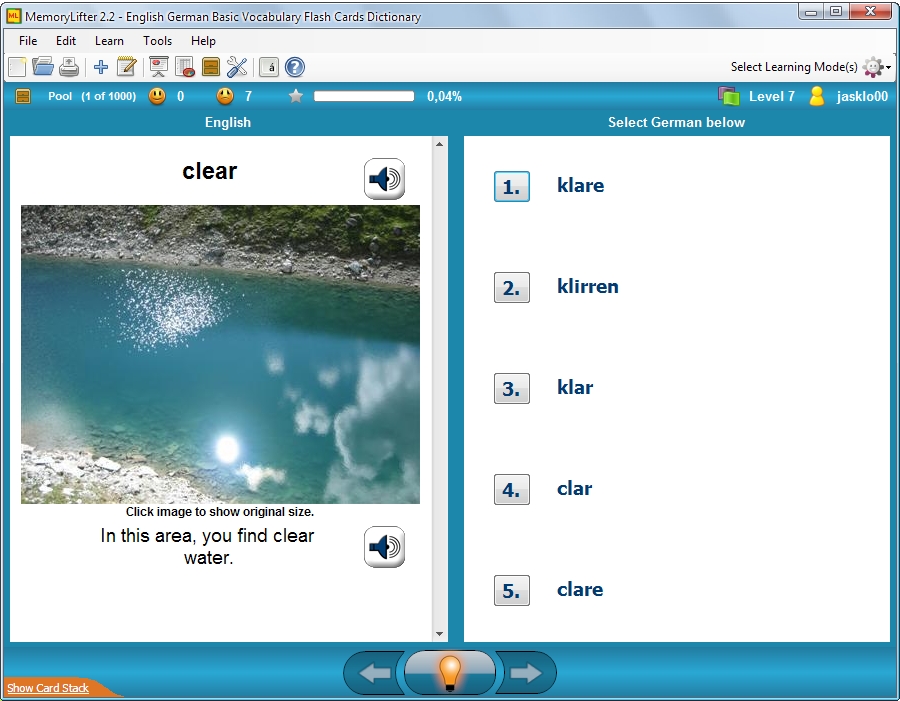 MemoryLifter 2.2 - English German Basic Vocabulary Flash Cards Dictionary
File Edit Learn Tools Help
á ? Select Learning Mode(s)
Pool (1 of 1000) 0 7 0,04% Level 7 jasklo00
English Select German below
clear
Click image to show original size.
In this area, you find clear
water.
1. klare
2. klirren
3. klar
4. clar
5. clare
Show Card Stack